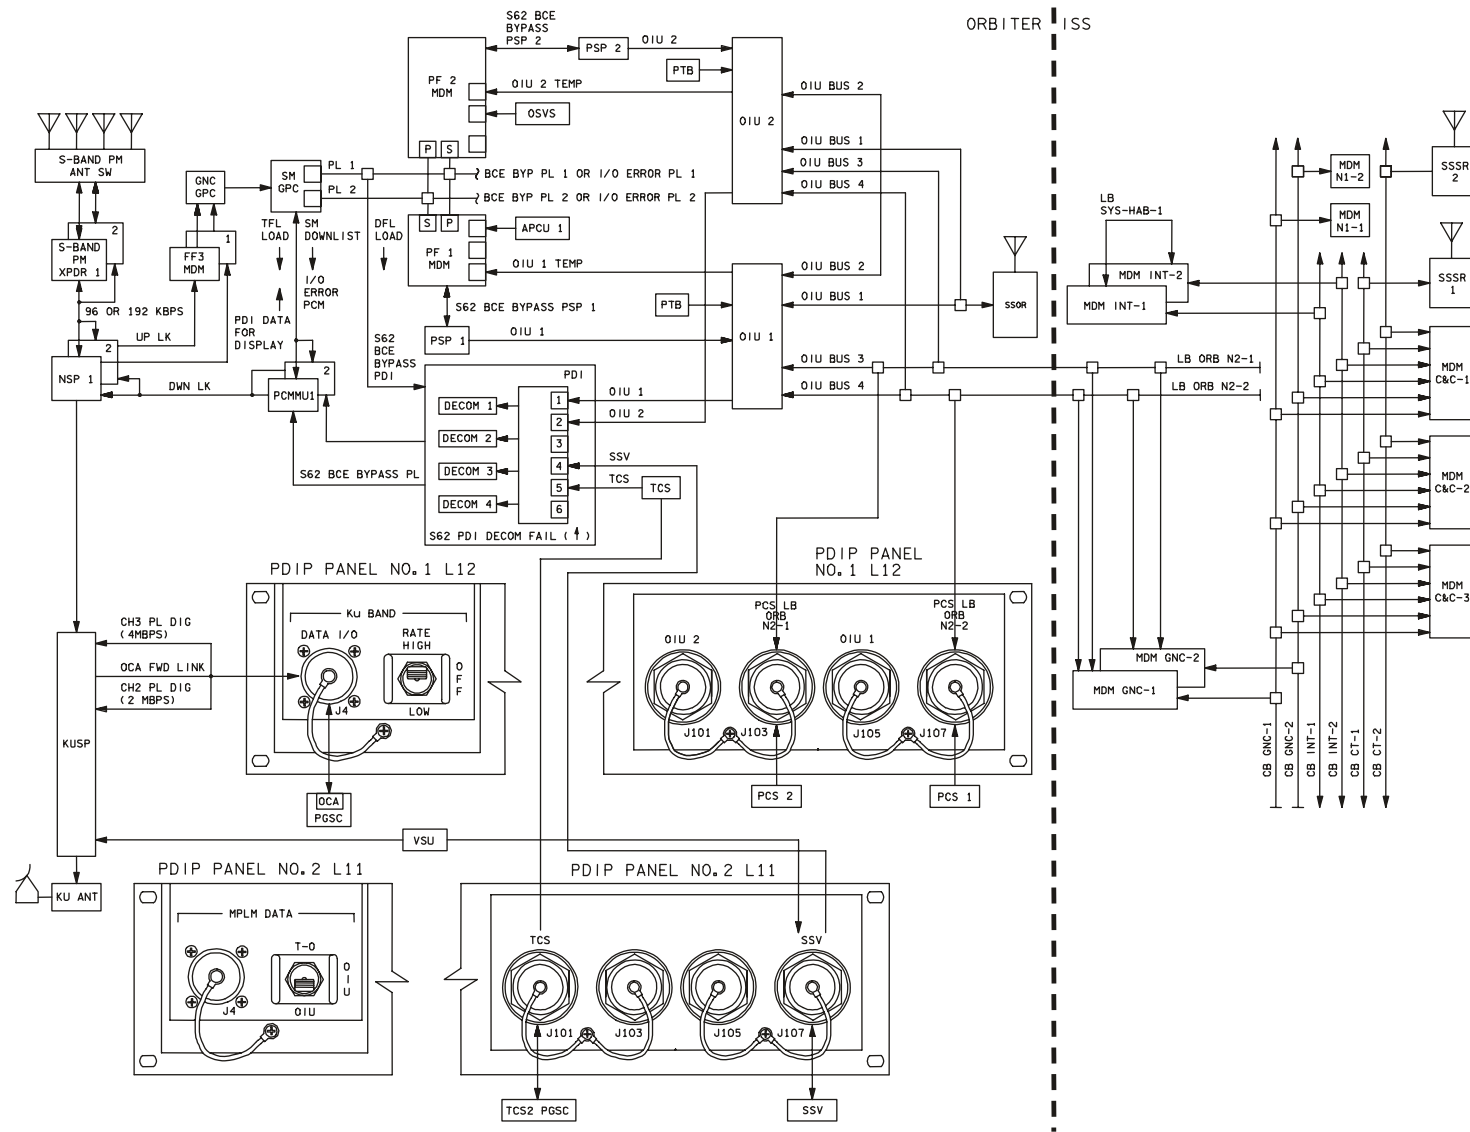 ORBITER ISS
S62 BCE
BYPASS
PSP 2
PSP 2
OIU 2
PTB
PF 2
MDM
OIU 2 TEMP
OSVS
OIU 2
OIU BUS 2
OIU BUS 1
OIU BUS 3
OIU BUS 4
P
S
S-BAND PM
ANT SW
GNC
GPC
SM
GPC
PL 1
PL 2
BCE BYP PL 1 OR I/O ERROR PL 1
BCE BYP PL 2 OR I/O ERROR PL 2
S
P
APCU 1
PF 1
MDM
OIU 1 TEMP
TFL
LOAD
SM
DOWNLIST
DFL
LOAD
2
S-BAND
PM
XPDR 1
1
FF3
MDM
I/O
ERROR
PCM
PDI DATA
FOR
DISPLAY
96 OR 192 KBPS
UP LK
2
NSP 1
DWN LK
2
PCMMU1
S62 BCE BYPASS PSP 1
PSP 1
OIU 1
PTB
OIU 1
OIU BUS 2
OIU BUS 1
OIU BUS 3
OIU BUS 4
SSOR
S62
BCE
BYPASS
PDI
PDI
DECOM 1
DECOM 2
DECOM 3
DECOM 4
1
2
3
4
5
6
OIU 1
OIU 2
SSV
TCS
TCS
S62 BCE BYPASS PL
S62 PDI DECOM FAIL ( )
LB
SYS-HAB-1
MDM INT-2
MDM INT-1
LB ORB N2-1
LB ORB N2-2
MDM
N1-2
MDM
N1-1
SSSR
2
SSSR
1
MDM
C&C-1
MDM
C&C-2
MDM
C&C-3
MDM GNC-2
MDM GNC-1
CB GNC-1
CB GNC-2
CB INT-1
CB INT-2
CB CT-1
CB CT-2
PDIP PANEL NO.1 L12
Ku BAND
DATA I/O
RATE
HIGH
OFF
LOW
J4
OCA
PGSC
CH3 PL DIG
(4MBPS)
OCA FWD LINK
CH2 PL DIG
(2 MBPS)
KUSP
KU ANT
VSU
PDIP PANEL
NO.1 L12
OIU 2
PCS LB
ORB
N2-1
OIU 1
PCS LB
ORB
N2-2
J101
J103
J105
J107
PCS 2
PCS 1
PDIP PANEL NO.2 L11
MPLM DATA
T-0
OIU
OIU
J4
PDIP PANEL NO.2 L11
TCS
SSV
J101
J103
J105
J107
TCS2 PGSC
SSV